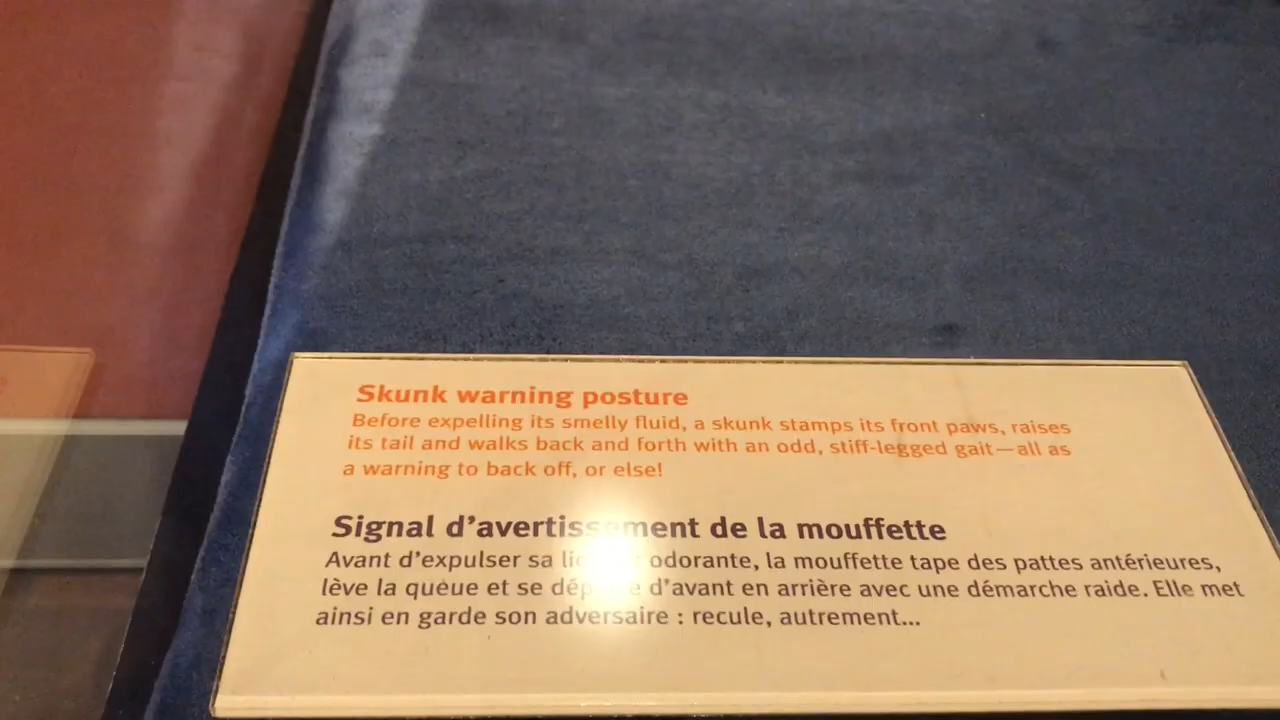 Skunk warning posture
Before expelling its smelly fluid, a skunk stamps its front paws, raises
its tail and walks back and forth with an odd, stiff-legged gait—all as
a warning to back off, or else!
Signal d'avertissement de la mouffette
Avant d'expulser sa odorante, la mouffette tape des pattes antérieures,
lève la queue et se déplace d'avant en arrière avec une démarche raide. Elle met
ainsi en garde son adversaire : recule, autrement...